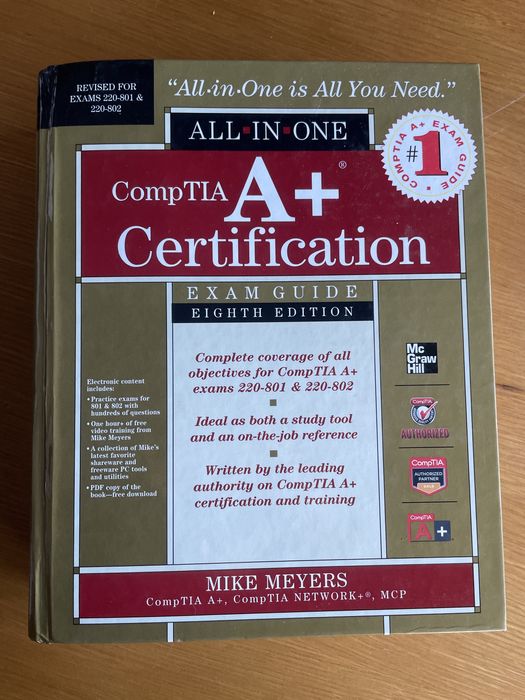 REVISED FOR
EXAMS 220-801 &
220-802
“All-in-One is All You Need.”
ALL IN ONE
COMPTIA A+ EXAM GUIDE
#1
CompTIA A+®
Certification
EXAM GUIDE
EIGHTH EDITION
Complete coverage of all
objectives for CompTIA A+
exams 220-801 & 220-802
Ideal as both a study tool
and an on-the-job reference
Written by the leading
authority on CompTIA A+
certification and training
Electronic content
includes:
• Practice exams for
801 & 802 with
hundreds of questions
• One hour+ of free
video training from
Mike Meyers
• A collection of Mike's
latest favorite
shareware and
freeware PC tools
and utilities
• PDF copy of the
book—free download
Mc
Graw
Hill
CompTIA
AUTHORIZED
CompTIA
AUTHORIZED
PARTNER
GOLD
CompTIA
A+
MIKE MEYERS
CompTIA A+, CompTIA NETWORK+®, MCP